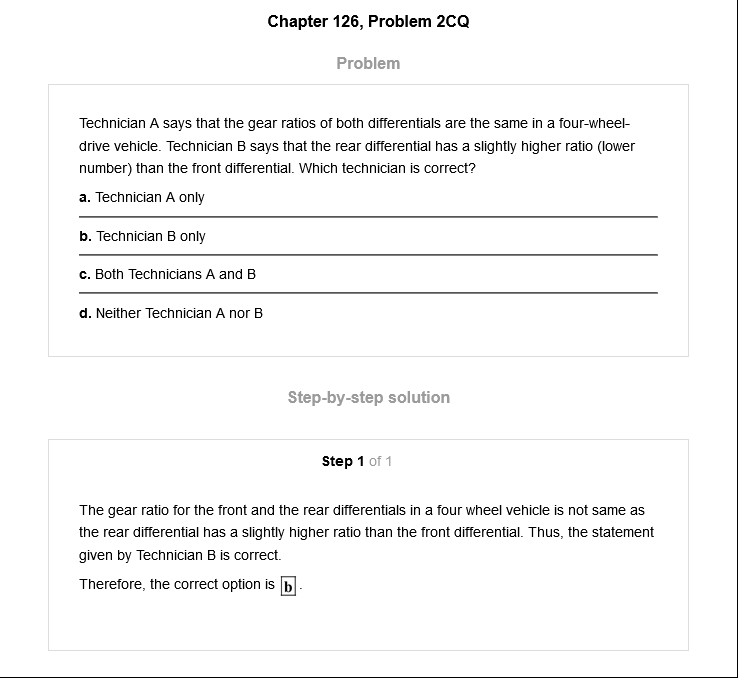 Chapter 126, Problem 2CQ
Problem
Technician A says that the gear ratios of both differentials are the same in a four-wheel-
drive vehicle. Technician B says that the rear differential has a slightly higher ratio (lower
number) than the front differential. Which technician is correct?
a. Technician A only
b. Technician B only
c. Both Technicians A and B
d. Neither Technician A nor B
Step-by-step solution
Step 1 of 1
The gear ratio for the front and the rear differentials in a four wheel vehicle is not same as
the rear differential has a slightly higher ratio than the front differential. Thus, the statement
given by Technician B is correct.
Therefore, the correct option is b.